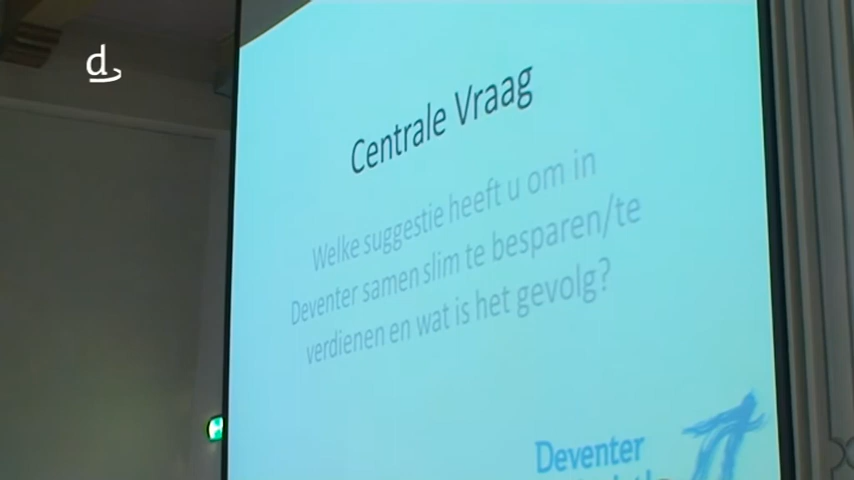 d
Centrale Vraag
Welke suggestie heeft u om in
Deventer samen slim te besparen/te
verdienen en wat is het gevolg?
Deventer